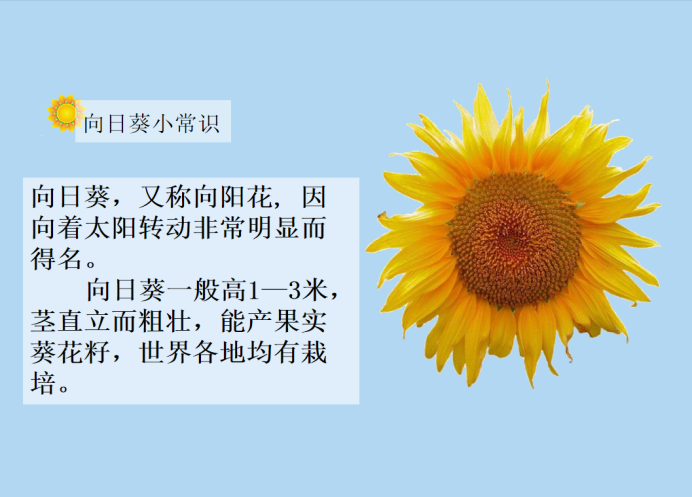 向日葵小常识
向日葵，又称向阳花, 因
向着太阳转动非常明显而
得名。
向日葵一般高1—3米，
茎直立而粗壮，能产果实
葵花籽，世界各地均有栽
培。